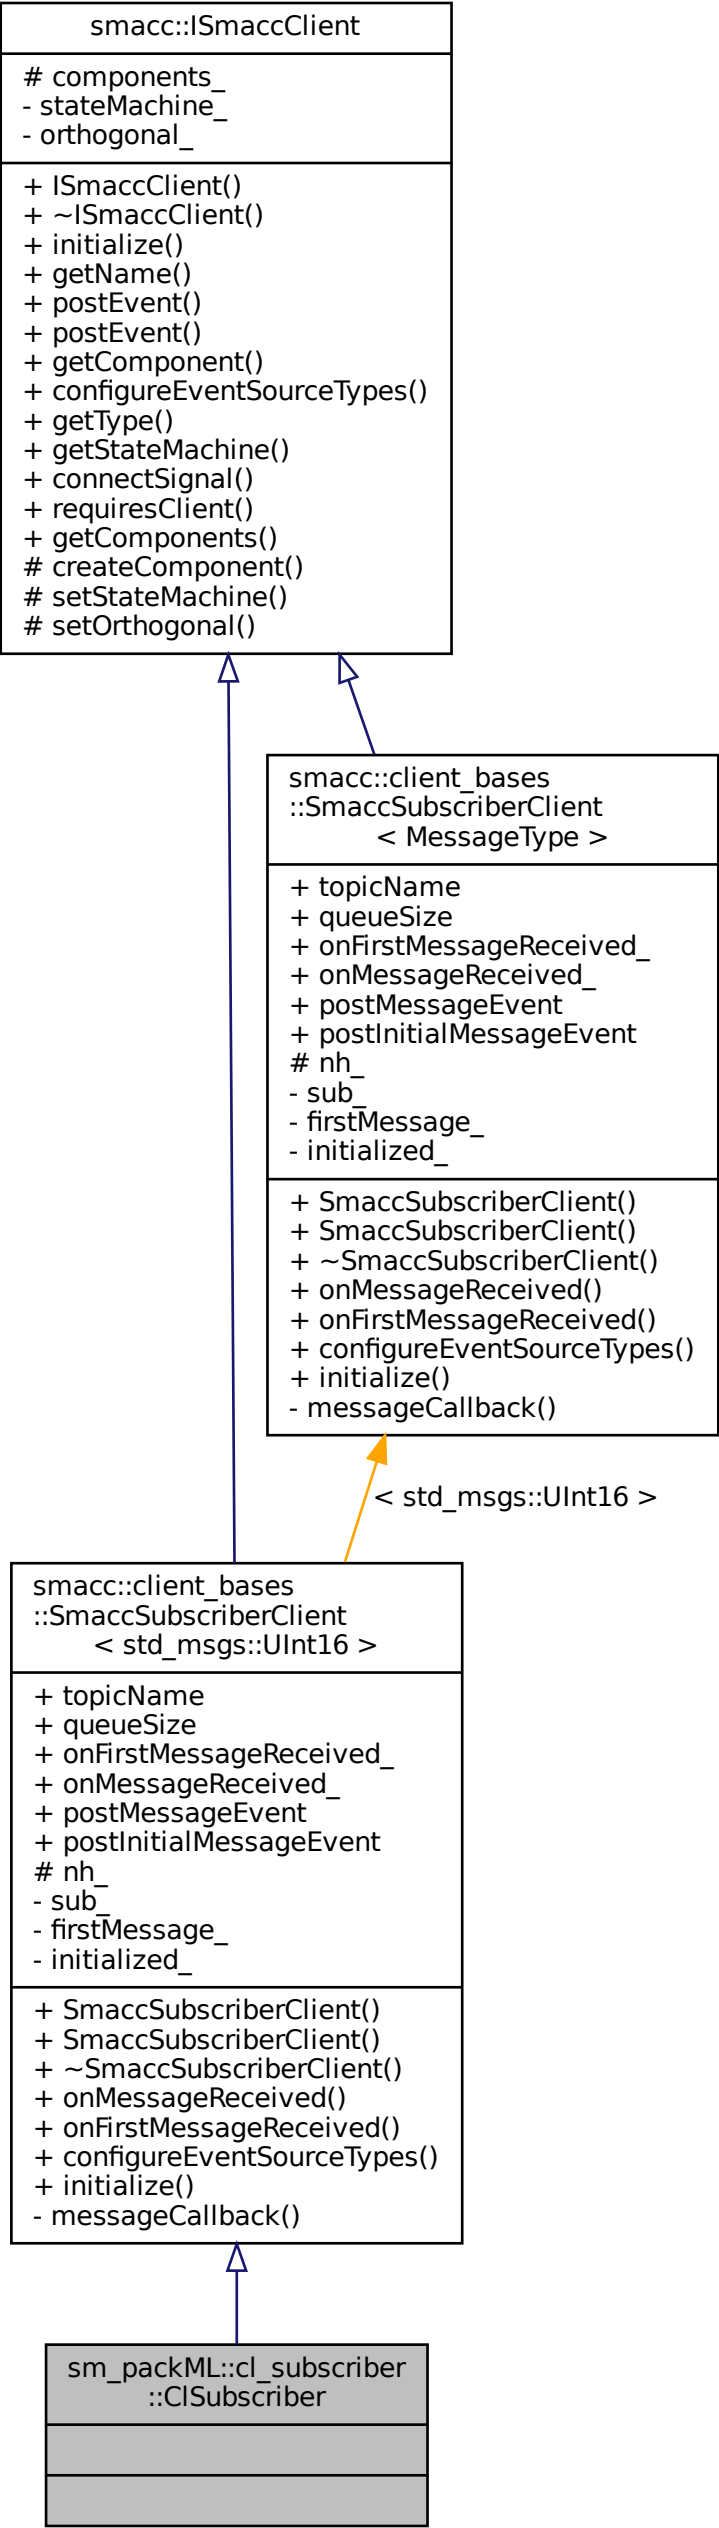 smacc::ISmaccClient
# components_
- stateMachine_
- orthogonal_
+ ISmaccClient()
+ ~ISmaccClient()
+ initialize()
+ getName()
+ postEvent()
+ postEvent()
+ getComponent()
+ configureEventSourceTypes()
+ getType()
+ getStateMachine()
+ connectSignal()
+ requiresClient()
+ getComponents()
# createComponent()
# setStateMachine()
# setOrthogonal()
smacc::client_bases
::SmaccSubscriberClient
< MessageType >
+ topicName
+ queueSize
+ onFirstMessageReceived_
+ onMessageReceived_
+ postMessageEvent
+ postInitialMessageEvent
# nh_
- sub_
- firstMessage_
- initialized_
+ SmaccSubscriberClient()
+ SmaccSubscriberClient()
+ ~SmaccSubscriberClient()
+ onMessageReceived()
+ onFirstMessageReceived()
+ configureEventSourceTypes()
+ initialize()
- messageCallback()
< std_msgs::UInt16 >
smacc::client_bases
::SmaccSubscriberClient
< std_msgs::UInt16 >
+ topicName
+ queueSize
+ onFirstMessageReceived_
+ onMessageReceived_
+ postMessageEvent
+ postInitialMessageEvent
# nh_
- sub_
- firstMessage_
- initialized_
+ SmaccSubscriberClient()
+ SmaccSubscriberClient()
+ ~SmaccSubscriberClient()
+ onMessageReceived()
+ onFirstMessageReceived()
+ configureEventSourceTypes()
+ initialize()
- messageCallback()
sm_packML::cl_subscriber
::ClSubscriber